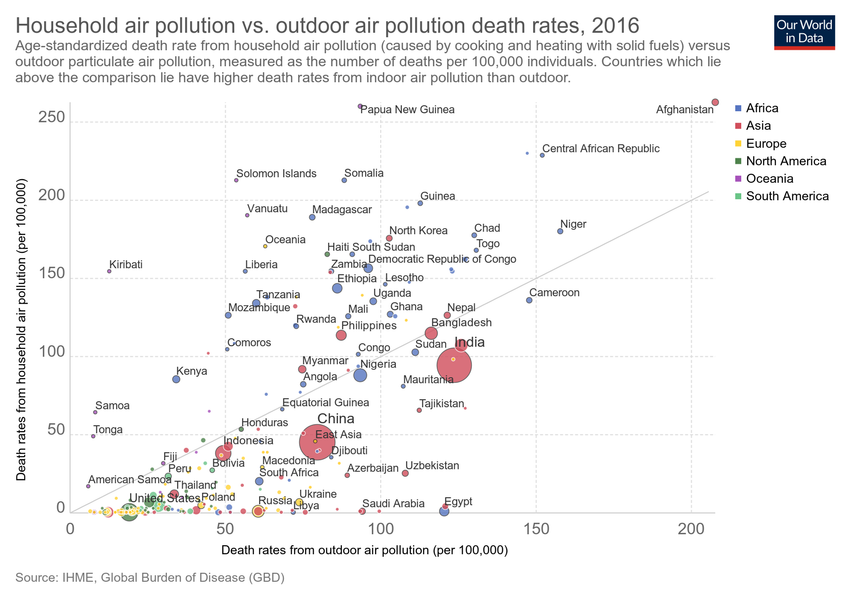 Household air pollution vs. outdoor air pollution death rates, 2016
Our World
in Data
Age-standardized death rate from household air pollution (caused by cooking and heating with solid fuels) versus
outdoor particulate air pollution, measured as the number of deaths per 100,000 individuals. Countries which lie
above the comparison lie have higher death rates from indoor air pollution than outdoor.
Death rates from household air pollution (per 100,000)
250
200
150
100
50
0
Papua New Guinea
Afghanistan
Central African Republic
Solomon Islands
Somalia
Guinea
Vanuatu
Madagascar
Niger
Oceania
North Korea
Chad
Togo
Haiti
South Sudan
Democratic Republic of Congo
Kiribati
Liberia
Zambia
Lesotho
Ethiopia
Tanzania
Uganda
Cameroon
Mozambique
Mali
Ghana
Nepal
Rwanda
Philippines
Bangladesh
Comoros
Congo
Sudan
India
Myanmar
Nigeria
Kenya
Angola
Mauritania
Samoa
Equatorial Guinea
Tajikistan
Tonga
Honduras
China
Indonesia
East Asia
Djibouti
Fiji
Peru
Bolivia
Macedonia
South Africa
Azerbaijan
Uzbekistan
American Samoa
Thailand
United States
Poland
Russia
Ukraine
Libya
Saudi Arabia
Egypt
0
50
100
150
200
Death rates from outdoor air pollution (per 100,000)
Africa
Asia
Europe
North America
Oceania
South America
Source: IHME, Global Burden of Disease (GBD)